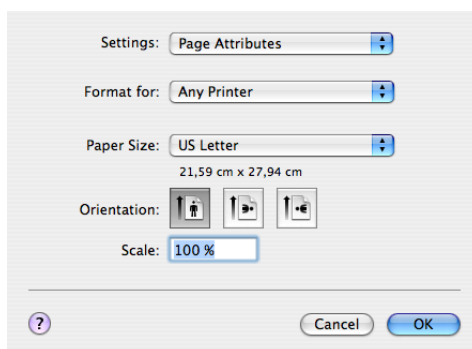 Settings: Page Attributes
Format for: Any Printer
Paper Size: US Letter
21,59 cm x 27,94 cm
Orientation:
Scale: 100 %
? Cancel OK